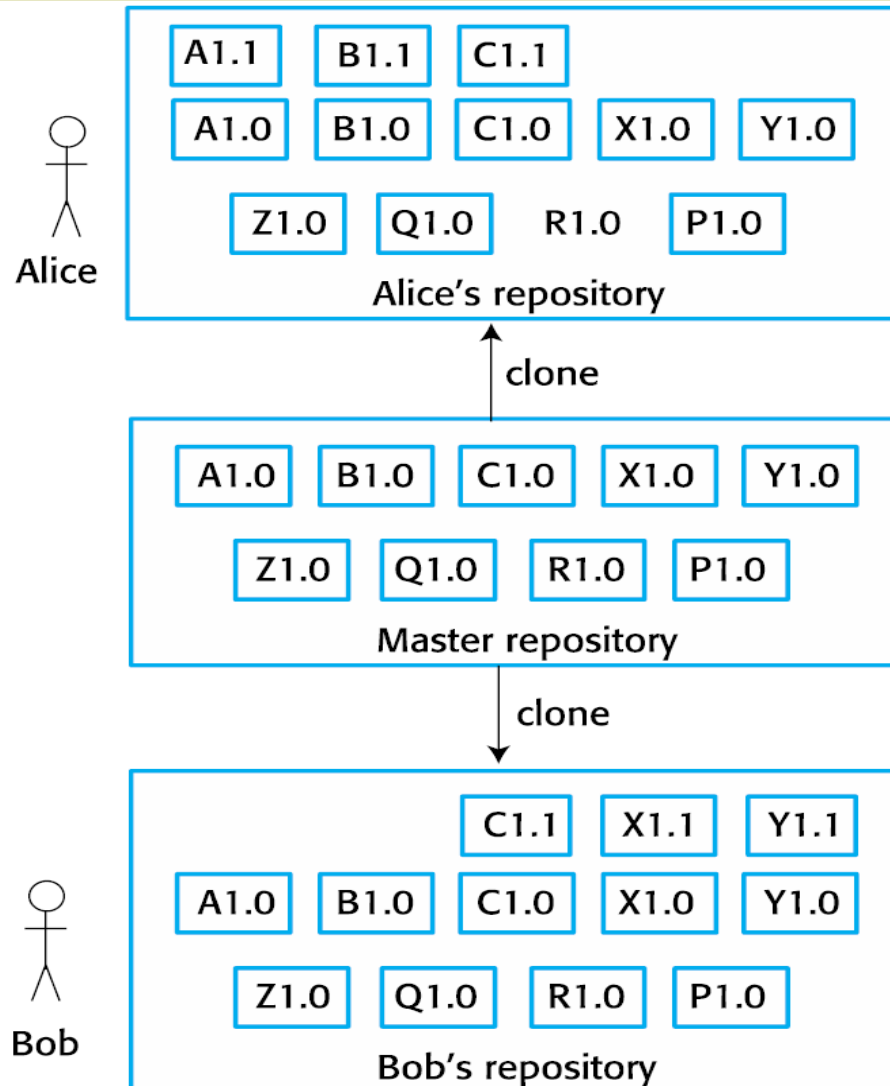 A1.1 B1.1 C1.1
A1.0 B1.0 C1.0 X1.0 Y1.0
Z1.0 Q1.0 R1.0 P1.0
Alice
Alice's repository
clone
A1.0 B1.0 C1.0 X1.0 Y1.0
Z1.0 Q1.0 R1.0 P1.0
Master repository
clone
C1.1 X1.1 Y1.1
A1.0 B1.0 C1.0 X1.0 Y1.0
Z1.0 Q1.0 R1.0 P1.0
Bob
Bob's repository